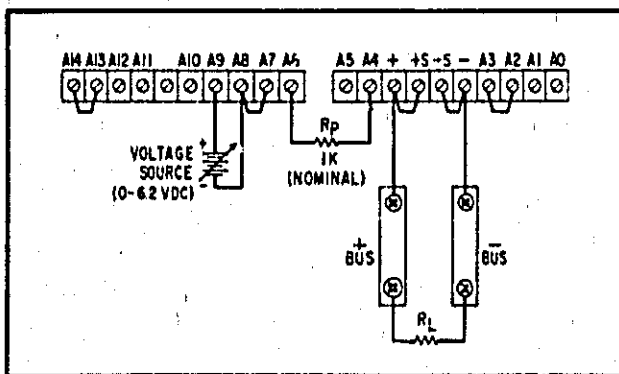 A14 A13 A12 A11 A10 A9 A8 A7 A6 A5 A4 + +S -S - A3 A2 A1 A0
+
VOLTAGE
SOURCE
(0-6.2 VDC)
-
RP
1K
(NOMINAL)
+
BUS
-
BUS
RL